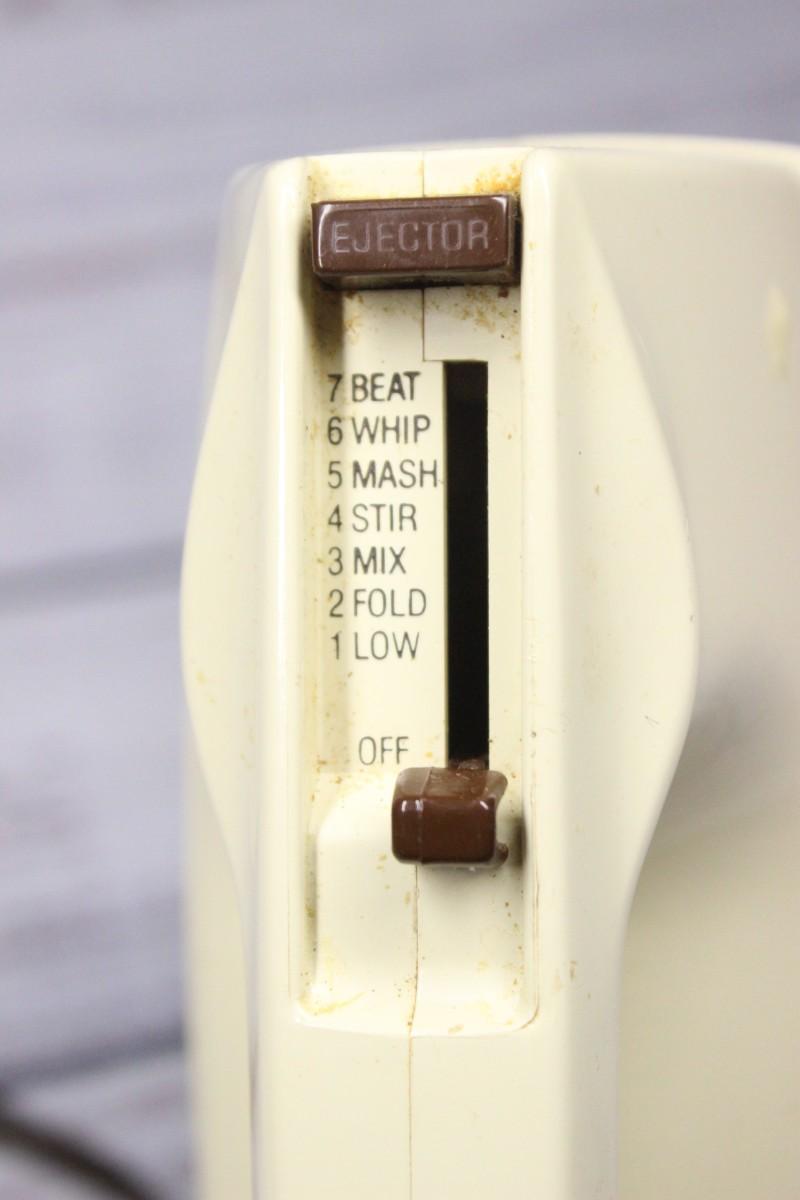 EJECTOR
7 BEAT
6 WHIP
5 MASH
4 STIR
3 MIX
2 FOLD
1 LOW
OFF